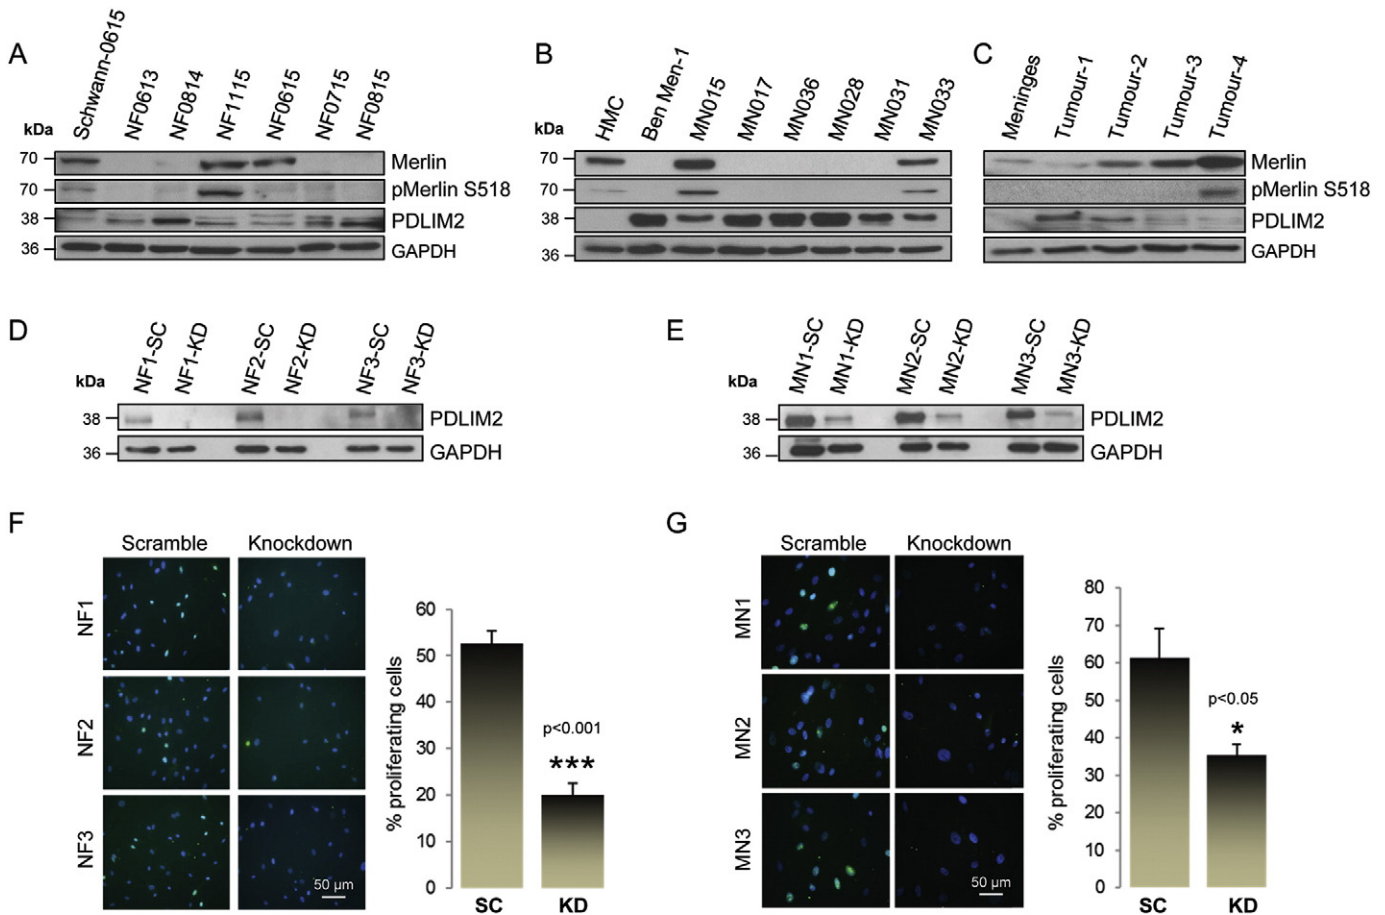 A
kDa
Schwann-0615
NF0613
NF0814
NF1115
NF0615
NF0715
NF0815
70
Merlin
70
pMerlin S518
38
PDLIM2
36
GAPDH
B
HMC
Ben Men-1
MN015
MN017
MN036
MN028
MN031
MN033
kDa
70
70
38
36
C
Meninges
Tumour-1
Tumour-2
Tumour-3
Tumour-4
Merlin
pMerlin S518
PDLIM2
GAPDH
D
kDa
NF1-SC
NF1-KD
NF2-SC
NF2-KD
NF3-SC
NF3-KD
38
PDLIM2
36
GAPDH
E
kDa
MN1-SC
MN1-KD
MN2-SC
MN2-KD
MN3-SC
MN3-KD
38
PDLIM2
36
GAPDH
F
Scramble Knockdown
NF1
NF2
NF3
50 µm
% proliferating cells
60
50
40
30
20
10
0
p<0.001
***
SC KD
G
Scramble Knockdown
MN1
MN2
MN3
50 µm
% proliferating cells
80
70
60
50
40
30
20
10
0
p<0.05
*
SC KD